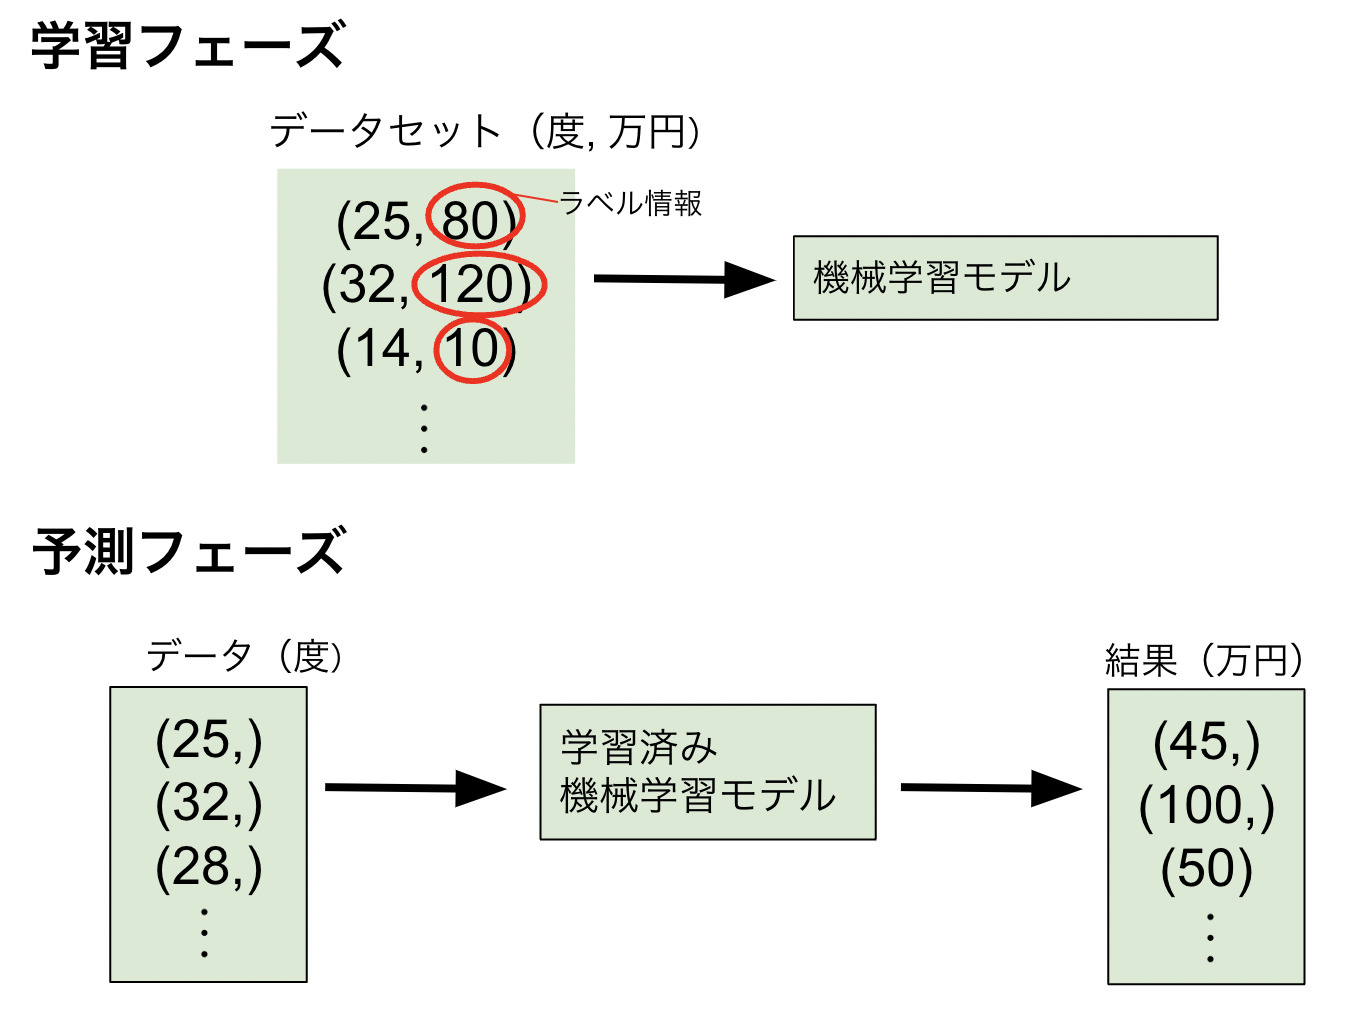 学習フェーズ
データセット（度, 万円）
(25, 80)
ラベル情報
(32, 120)
(14, 10)
⋮
機械学習モデル
予測フェーズ
データ（度）
(25,)
(32,)
(28,)
⋮
学習済み
機械学習モデル
結果（万円）
(45,)
(100,)
(50)
⋮